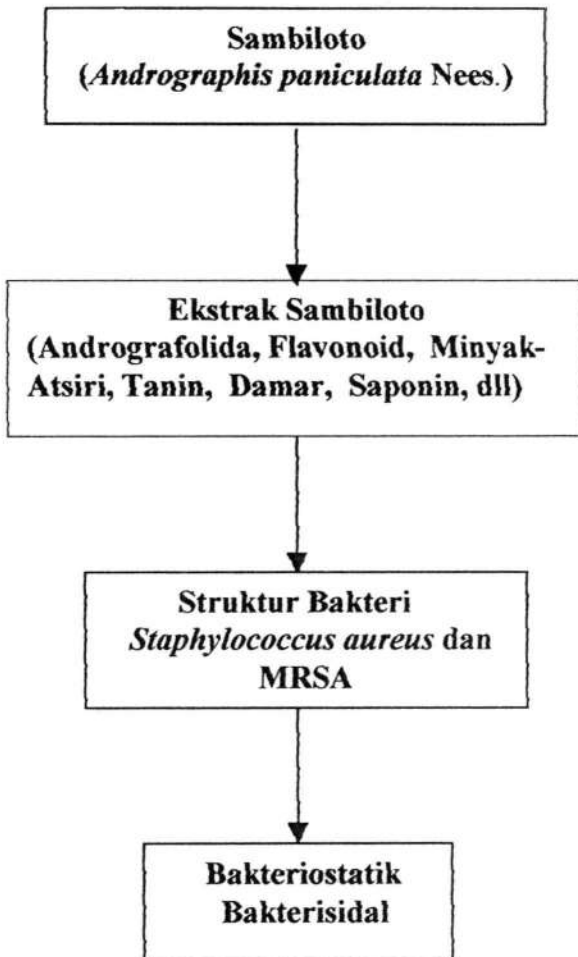 Sambiloto
(Andrographis paniculata Nees.)
Ekstrak Sambiloto
(Andrografolida, Flavonoid, Minyak-
Atsiri, Tanin, Damar, Saponin, dll)
Struktur Bakteri
Staphylococcus aureus dan
MRSA
Bakteriostatik
Bakterisidal